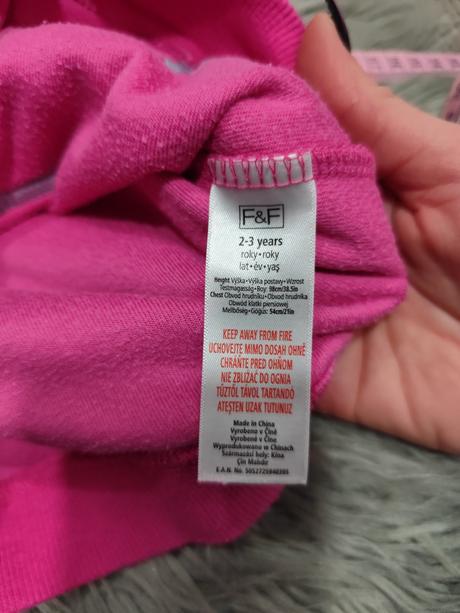 F&F
2-3 years
roky•roky
lat•év•yaş
Height Výška•Výška postavy•Wzrost
Testmagasság•Boy: 98cm/38.5in
Chest Obvod hrudníku•Obvod hrudníka
Obwód klatki piersiowej
Mellbőség•Göğüs: 54cm/21in
KEEP AWAY FROM FIRE
UCHOVEJTE MIMO DOSAH OHNĚ
CHRÁŇTE PRED OHŇOM
NIE ZBLIŻAĆ DO OGNIA
TŰZTŐL TÁVOL TARTANDÓ
ATEŞTEN UZAK TUTUNUZ
Made in China
Vyrobeno v Číně
Vyrobené v Číne
Wyprodukowano w Chinach
Származási hely: Kína
Çin Malıdır
E.A.N. No. 5052725840395